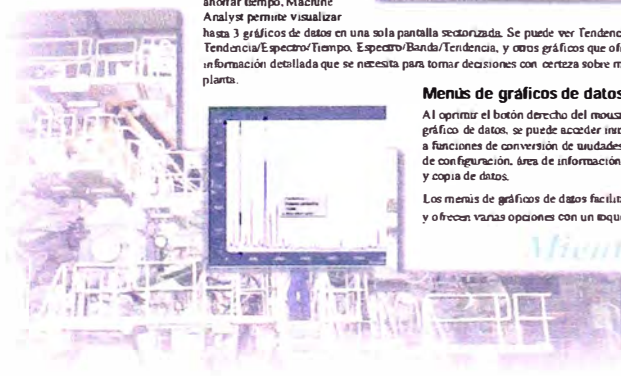 ahorrar tiempo, Machine
Analyst permite visualizar
hasta 3 gráficos de datos en una sola pantalla sectorizada. Se puede ver Tendenc
Tendencia/Espectro/Tiempo, Espectro/Banda/Tendencia, y otros gráficos que ofr
información detallada que se necesita para tomar decisiones con certeza sobre m
planta.
Menús de gráficos de datos
Al oprimir el botón derecho del mous
gráfico de datos, se puede acceder inm
a funciones de conversión de unidades
de configuración, área de información
y copia de datos.
Los menús de gráficos de datos facilita
y ofrecen varias opciones con un toqu
Mient